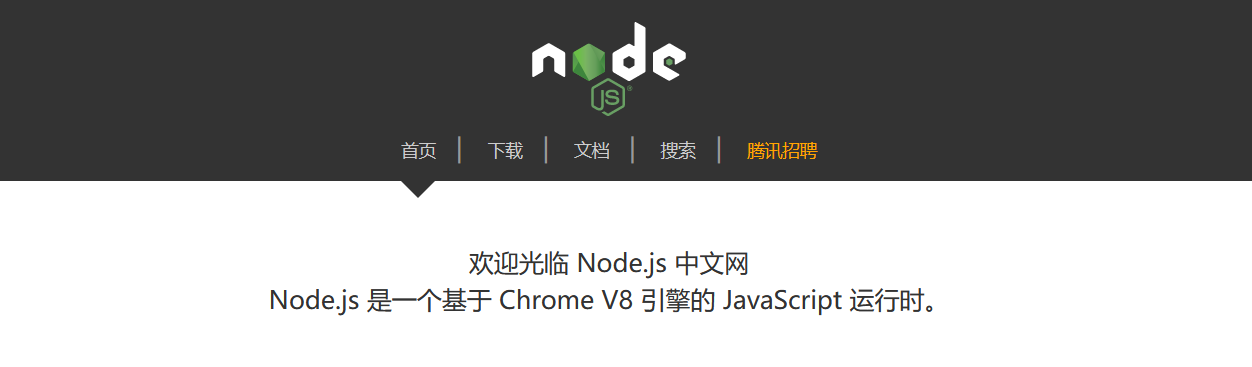 node
JS®
首页 | 下载 | 文档 | 搜索 | 腾讯招聘
欢迎光临 Node.js 中文网
Node.js 是一个基于 Chrome V8 引擎的 JavaScript 运行时。